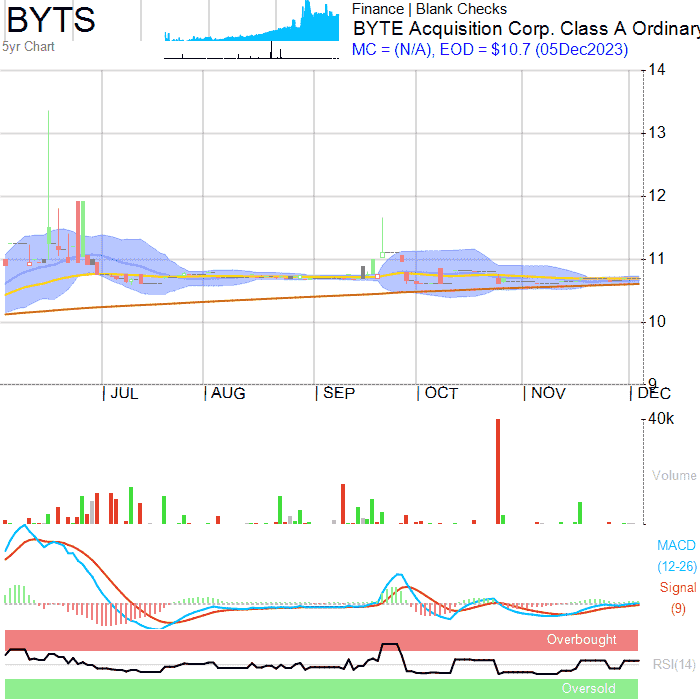 BYTS
5yr Chart
Finance | Blank Checks
BYTE Acquisition Corp. Class A Ordinary
MC = (N/A), EOD = $10.7 (05Dec2023)
14
13
12
11
10
9
JUL AUG SEP OCT NOV DEC
40k
Volume
MACD
(12-26)
Signal
(9)
Overbought
RSI(14)
Oversold